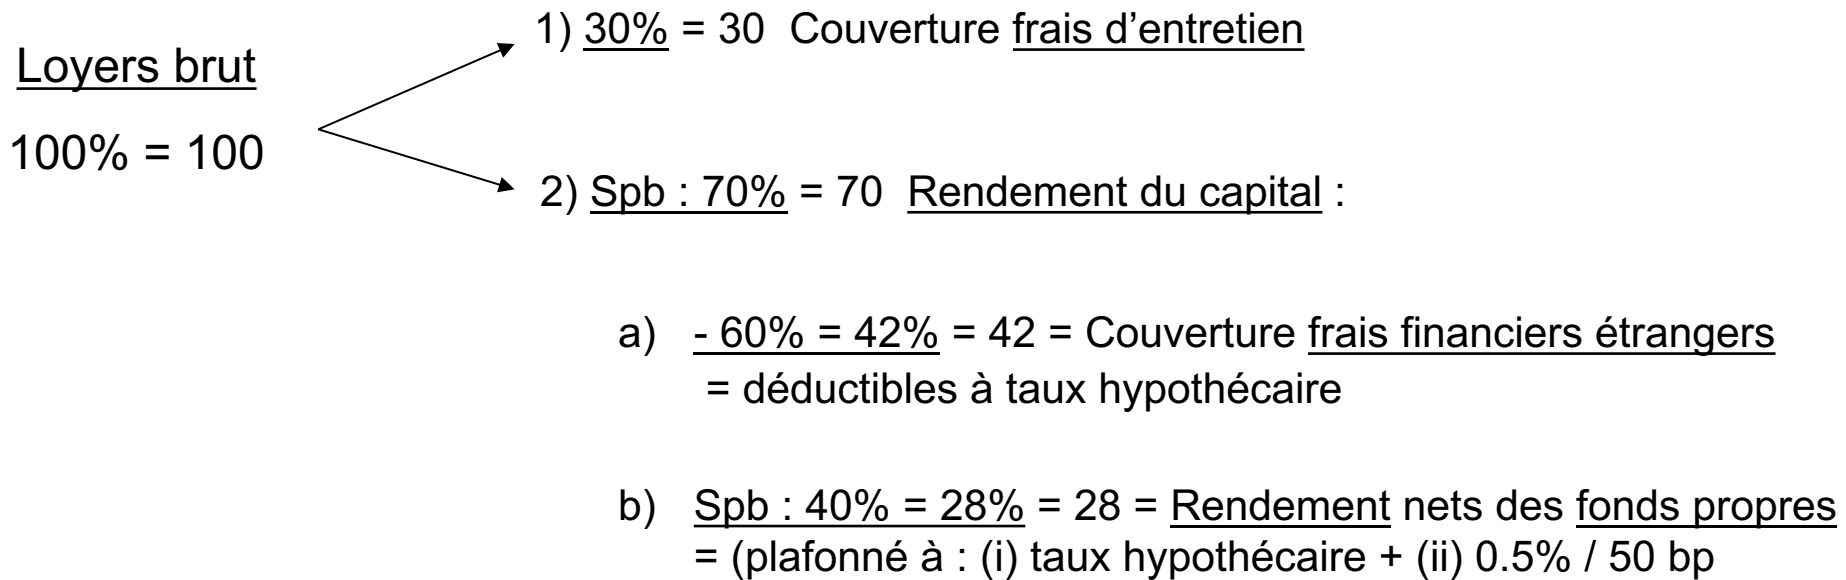 Loyers brut
100% = 100
1) 30% = 30 Couverture frais d’entretien
2) Spb : 70% = 70 Rendement du capital :
a) - 60% = 42% = 42 = Couverture frais financiers étrangers
= déductibles à taux hypothécaire
b) Spb : 40% = 28% = 28 = Rendement nets des fonds propres
= (plafonné à : (i) taux hypothécaire + (ii) 0.5% / 50 bp